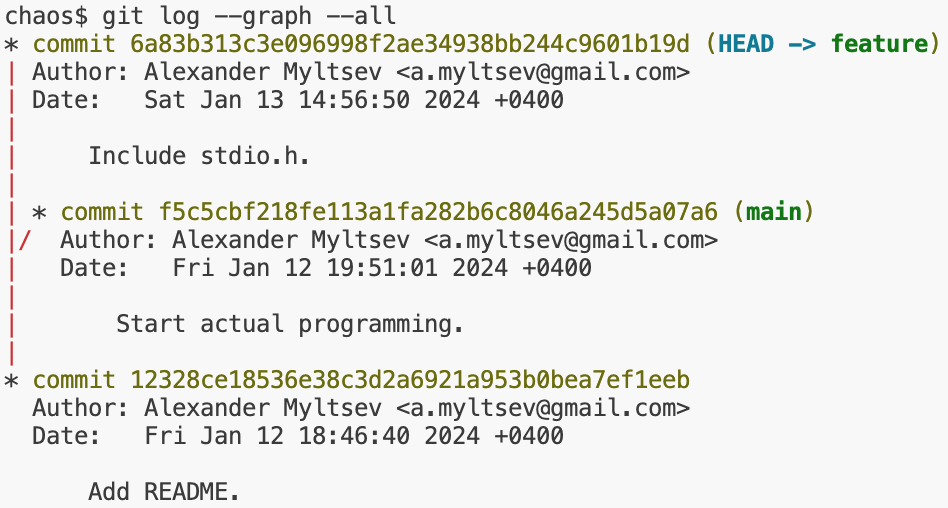 chaos$ git log --graph --all
* commit 6a83b313c3e096998f2ae34938bb244c9601b19d (HEAD -> feature)
| Author: Alexander Myltsev <a.myltsev@gmail.com>
| Date:   Sat Jan 13 14:56:50 2024 +0400
|
|     Include stdio.h.
|
| * commit f5c5cbf218fe113a1fa282b6c8046a245d5a07a6 (main)
|/  Author: Alexander Myltsev <a.myltsev@gmail.com>
|   Date:   Fri Jan 12 19:51:01 2024 +0400
|
|       Start actual programming.
|
* commit 12328ce18536e38c3d2a6921a953b0bea7ef1eeb
  Author: Alexander Myltsev <a.myltsev@gmail.com>
  Date:   Fri Jan 12 18:46:40 2024 +0400

      Add README.